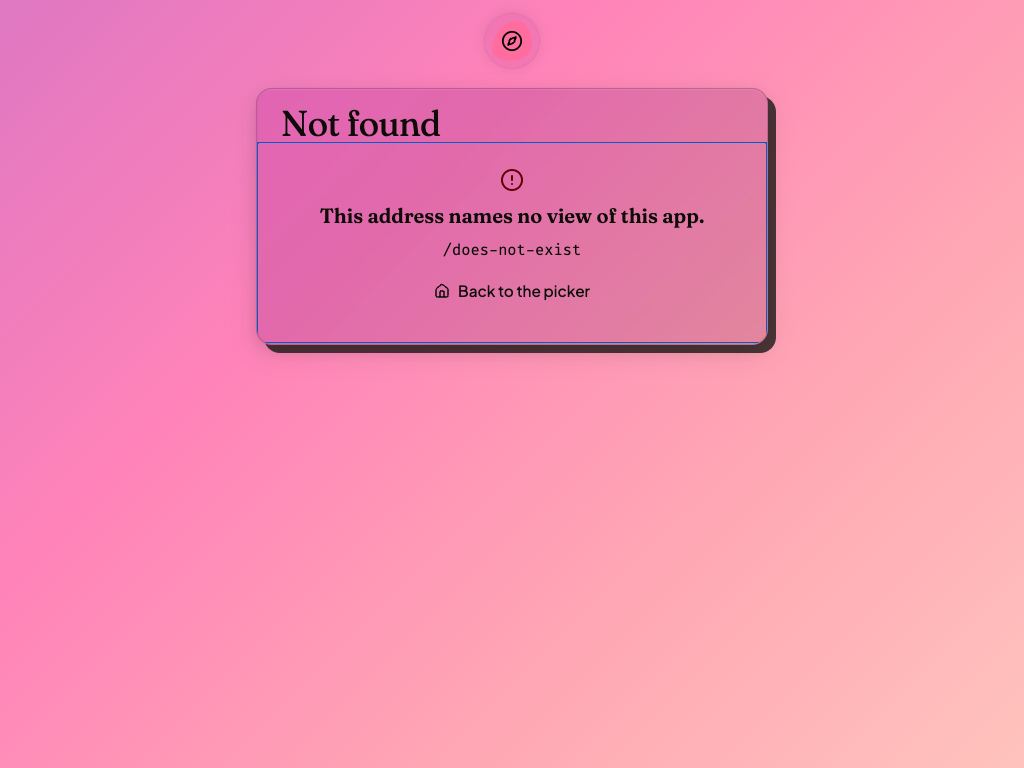 Not found
This address names no view of this app.
/does-not-exist
Back to the picker